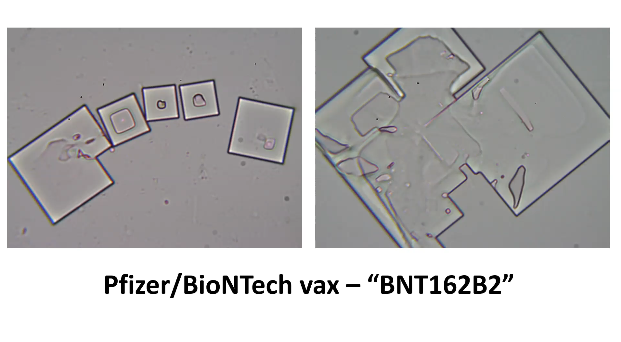 Pfizer/BioNTech vax – “BNT162B2”